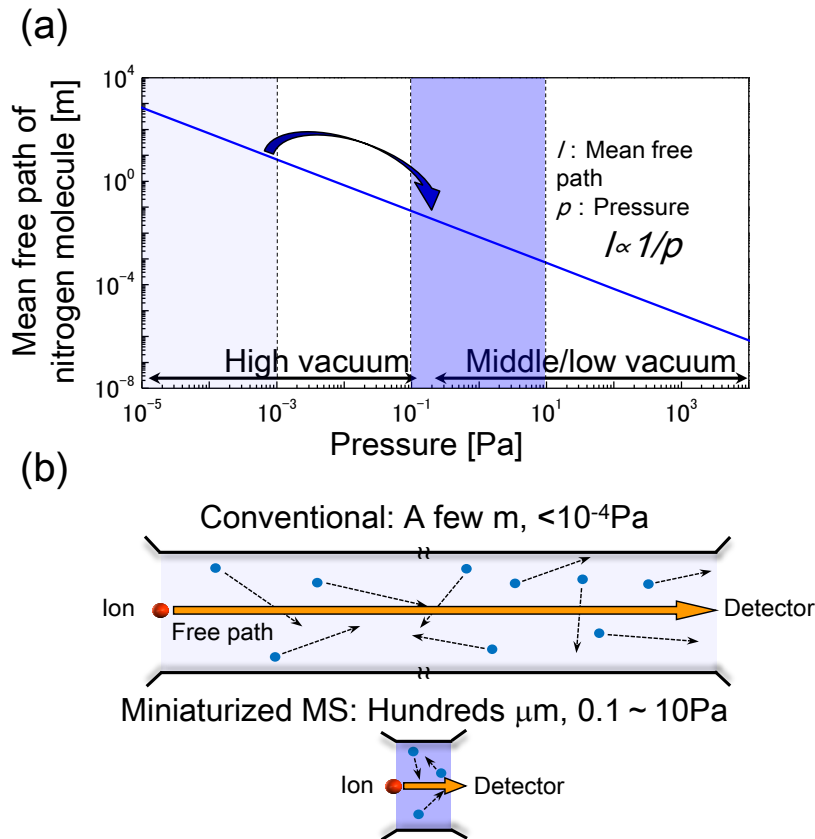 (a)
Mean free path of
nitrogen molecule [m]
10⁴
10⁰
10⁻⁴
10⁻⁸
l : Mean free
path
p : Pressure
l∝1/p
High vacuum
Middle/low vacuum
10⁻⁵
10⁻³
10⁻¹
10¹
10³
Pressure [Pa]
(b)
Conventional: A few m, <10⁻⁴Pa
Ion
Free path
Detector
Miniaturized MS: Hundreds μm, 0.1 ~ 10Pa
Ion
Detector